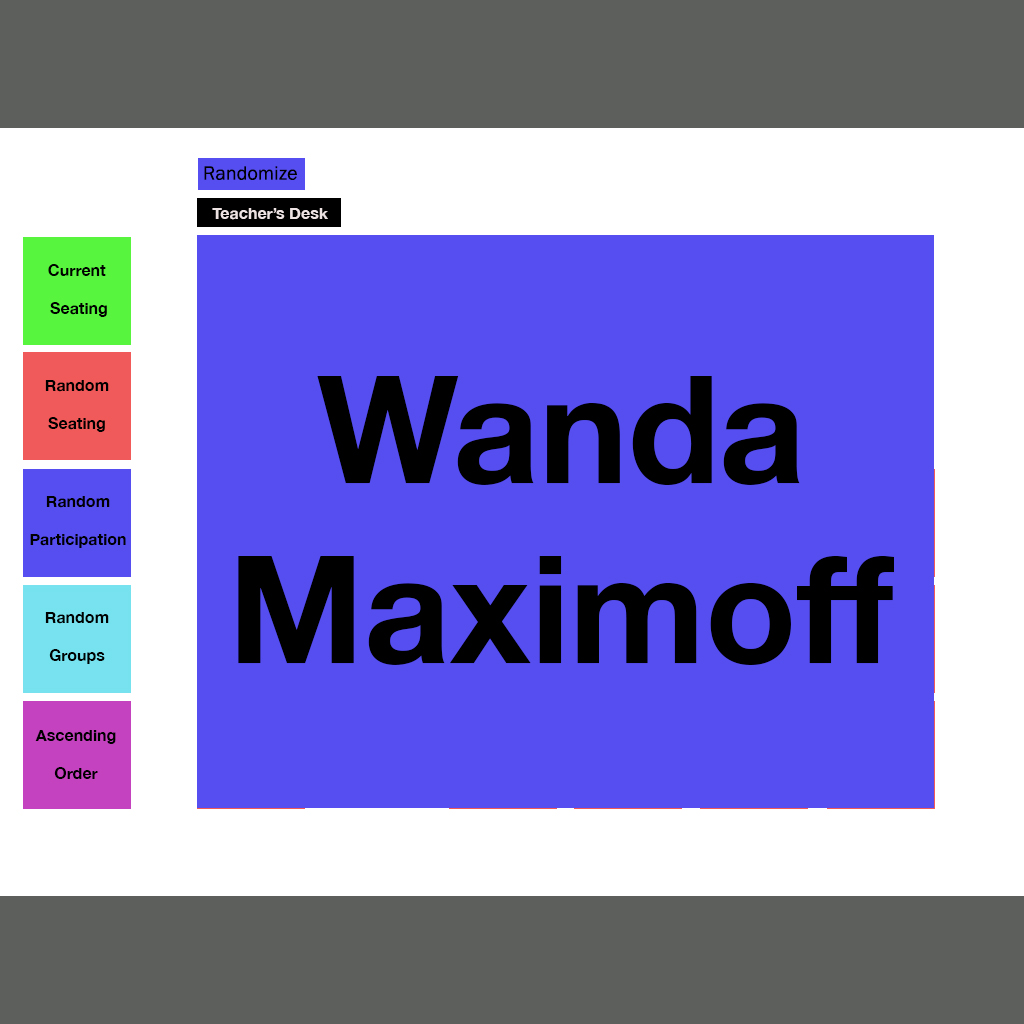 Randomize
Teacher's Desk
Current
Seating
Random
Seating
Random
Participation
Random
Groups
Ascending
Order
Wanda
Maximoff